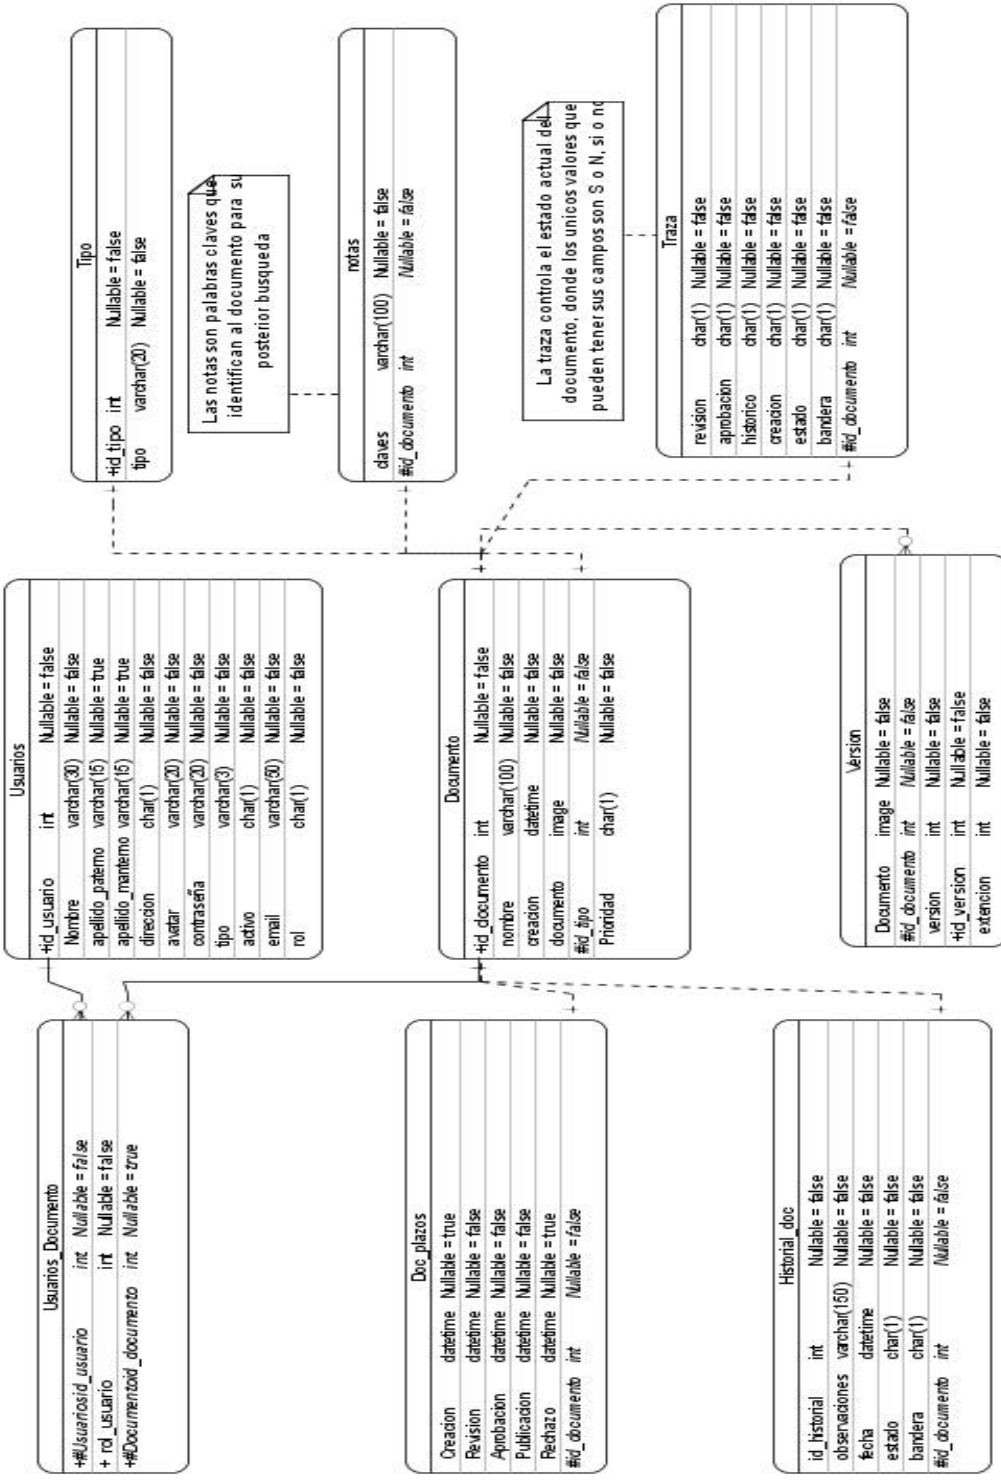 Usuarios_Documento
+#Usuariosid_usuario int Nullable = false
+ rol_usuario int Nullable = false
+#Documentoid_documento int Nullable = true
Usuarios
+id_usuario int Nullable = false
Nombre varchar(30) Nullable = false
apellido_paterno varchar(15) Nullable = true
apellido_manterno varchar(15) Nullable = true
direccion char(1) Nullable = false
avatar varchar(20) Nullable = false
contraseña varchar(20) Nullable = false
tipo varchar(3) Nullable = false
activo char(1) Nullable = false
email varchar(50) Nullable = false
rol char(1) Nullable = false
Tipo
+id_tipo int Nullable = false
tipo varchar(20) Nullable = false
Las notas son palabras claves que
identifican al documento para su
posterior busqueda
notas
claves varchar(100) Nullable = false
#id_documento int Nullable = false
Doc_plazos
Creacion datetime Nullable = true
Revision datetime Nullable = false
Aprobacion datetime Nullable = false
Publicacion datetime Nullable = false
Rechazo datetime Nullable = true
#id_documento int Nullable = false
Documento
+id_documento int Nullable = false
nombre varchar(100) Nullable = false
creacion datetime Nullable = false
documento image Nullable = false
#id_tipo int Nullable = false
Prioridad char(1) Nullable = false
La traza controla el estado actual del
documento, donde los unicos valores que
pueden tener sus campos son S o N, si o no
Traza
revision char(1) Nullable = false
aprobacion char(1) Nullable = false
historico char(1) Nullable = false
creacion char(1) Nullable = false
estado char(1) Nullable = false
bandera char(1) Nullable = false
#id_documento int Nullable = false
Historial_doc
id_historial int Nullable = false
observaciones varchar(150) Nullable = false
fecha datetime Nullable = false
estado char(1) Nullable = false
bandera char(1) Nullable = false
#id_documento int Nullable = false
Version
Documento image Nullable = false
#id_documento int Nullable = false
version int Nullable = false
+id_version int Nullable = false
extencion int Nullable = false